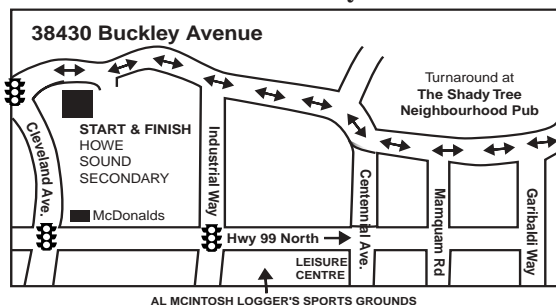 38430 Buckley Avenue
Turnaround at
The Shady Tree
Neighbourhood Pub
START & FINISH
HOWE
SOUND
SECONDARY
Cleveland Ave.
Industrial Way
Centennial Ave.
Mamquam Rd
Garibaldi Way
McDonalds
Hwy 99 North
LEISURE
CENTRE
AL MCINTOSH LOGGER'S SPORTS GROUNDS